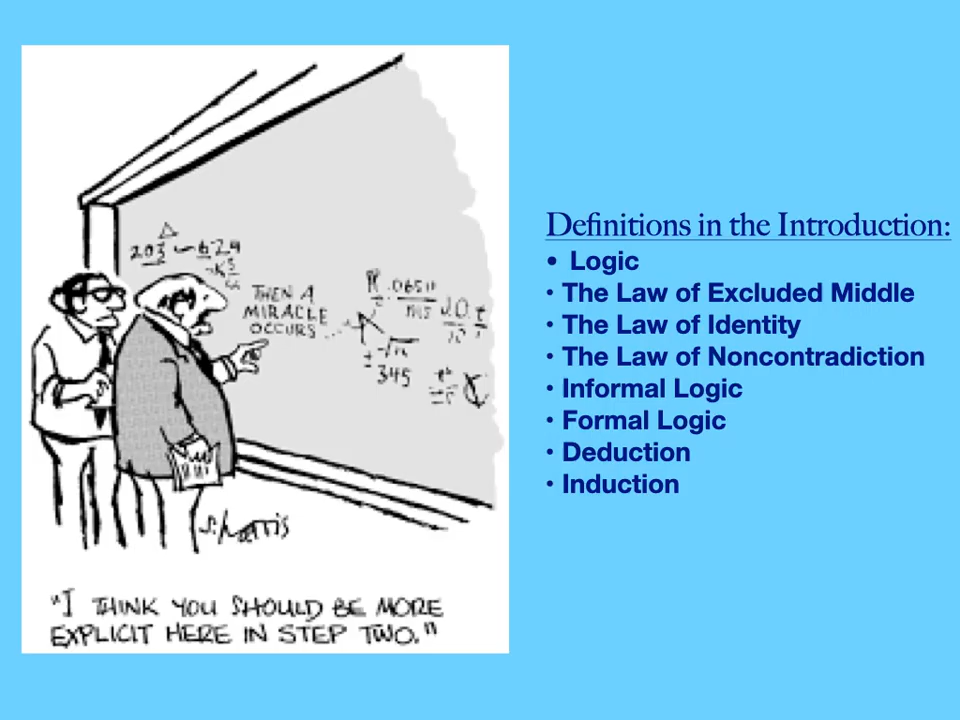 THEN A
MIRACLE
OCCURS...
345
S. Harris
"I THINK YOU SHOULD BE MORE
EXPLICIT HERE IN STEP TWO."
Definitions in the Introduction:
• Logic
• The Law of Excluded Middle
• The Law of Identity
• The Law of Noncontradiction
• Informal Logic
• Formal Logic
• Deduction
• Induction